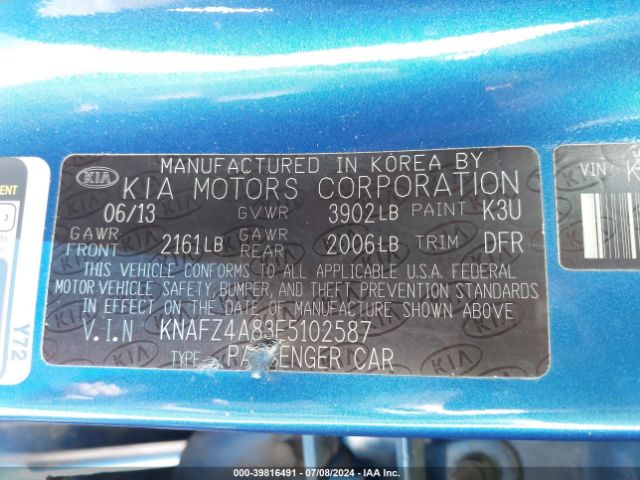 MANUFACTURED IN KOREA BY
KIA KIA MOTORS CORPORATION
06/13 GVWR 3902LB PAINT K3U
GAWR FRONT 2161LB GAWR REAR 2006LB TRIM DFR
THIS VEHICLE CONFORMS TO ALL APPLICABLE U.S.A. FEDERAL
MOTOR VEHICLE SAFETY, BUMPER, AND THEFT PREVENTION STANDARDS
IN EFFECT ON THE DATE OF MANUFACTURE SHOWN ABOVE
V.I.N KNAFZ4A83E5102587
TYPE CAR
VIN
Y72
3
000-39816491 - 07/08/2024 - IAA Inc.